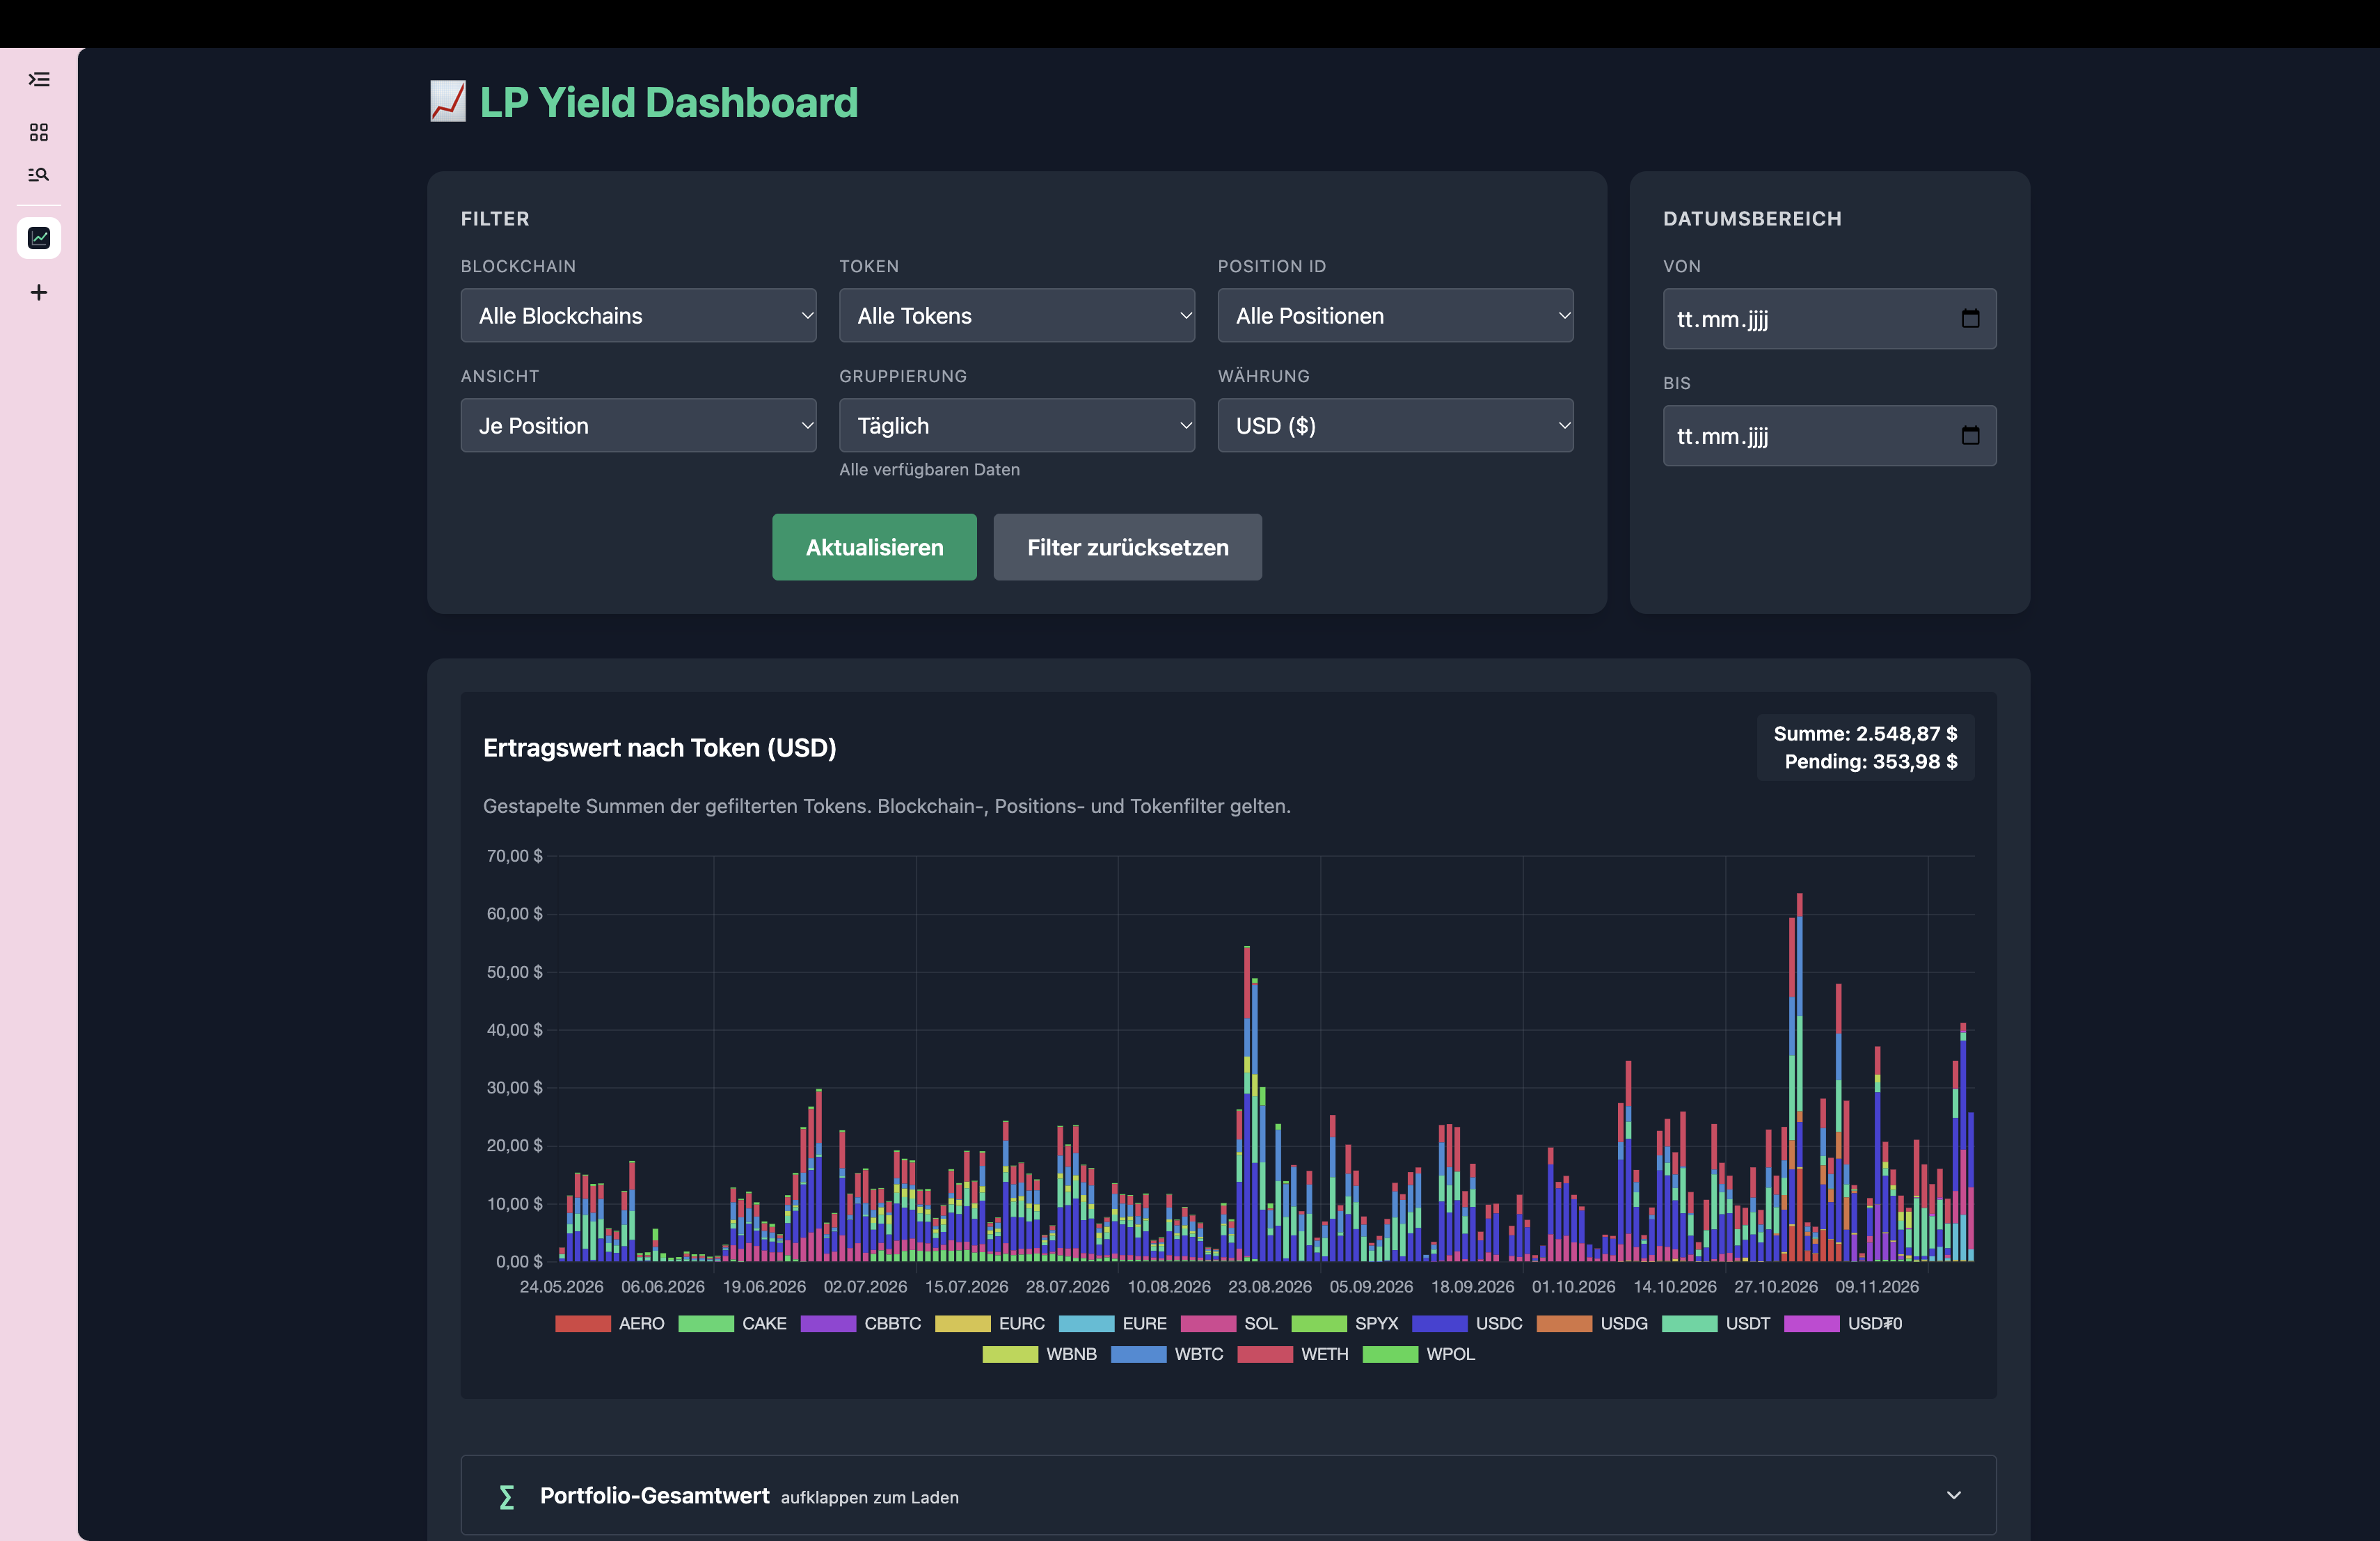 LP Yield Dashboard
FILTER
BLOCKCHAIN
TOKEN
POSITION ID
Alle Blockchains
Alle Tokens
Alle Positionen
ANSICHT
GRUPPIERUNG
WÄHRUNG
Je Position
Täglich
USD ($)
Alle verfügbaren Daten
Aktualisieren
Filter zurücksetzen
DATUMSBEREICH
VON
tt.mm.jjjj
BIS
tt.mm.jjjj
Ertragswert nach Token (USD)
Summe: 2.548,87 $
Pending: 353,98 $
Gestapelte Summen der gefilterten Tokens. Blockchain-, Positions- und Tokenfilter gelten.
70,00 $
60,00 $
50,00 $
40,00 $
30,00 $
20,00 $
10,00 $
0,00 $
24.05.2026 06.06.2026 19.06.2026 02.07.2026 15.07.2026 28.07.2026 10.08.2026 23.08.2026 05.09.2026 18.09.2026 01.10.2026 14.10.2026 27.10.2026 09.11.2026
AERO CAKE CBBTC EURC EURE SOL SPYX USDC USDG USDT USD₮0
WBNB WBTC WETH WPOL
Σ Portfolio-Gesamtwert aufklappen zum Laden